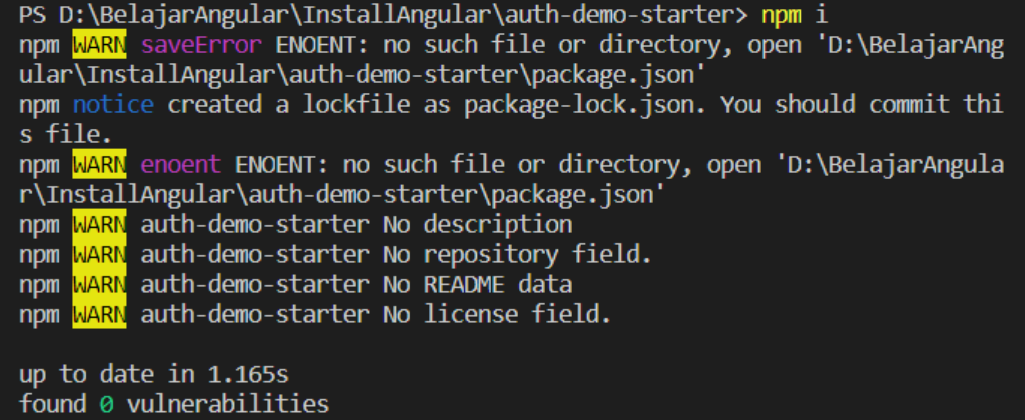 PS D:\BelajarAngular\InstallAngular\auth-demo-starter> npm i
npm WARN saveError ENOENT: no such file or directory, open 'D:\BelajarAng
ular\InstallAngular\auth-demo-starter\package.json'
npm notice created a lockfile as package-lock.json. You should commit thi
s file.
npm WARN enoent ENOENT: no such file or directory, open 'D:\BelajarAngula
r\InstallAngular\auth-demo-starter\package.json'
npm WARN auth-demo-starter No description
npm WARN auth-demo-starter No repository field.
npm WARN auth-demo-starter No README data
npm WARN auth-demo-starter No license field.
up to date in 1.165s
found 0 vulnerabilities